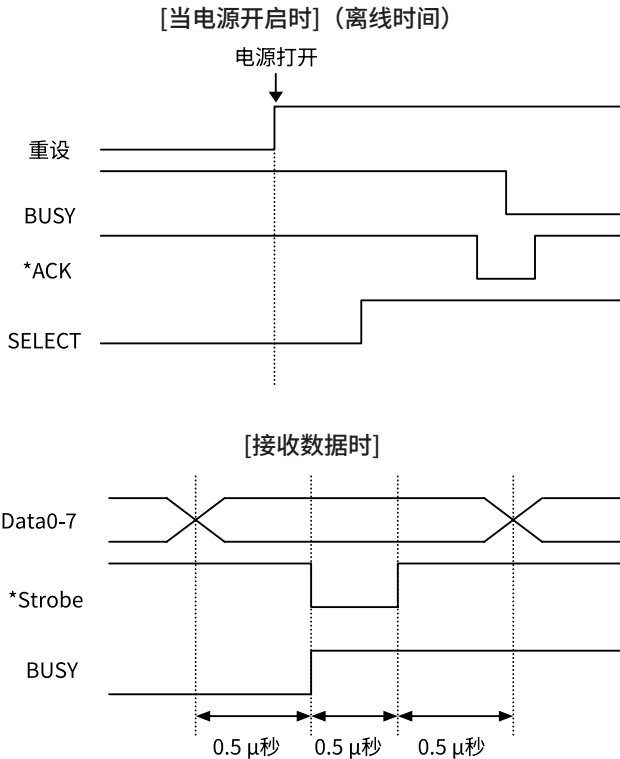 [当电源开启时]（离线时间）
电源打开
重设
BUSY
*ACK
SELECT
[接收数据时]
Data0-7
*Strobe
BUSY
0.5 μ秒 0.5 μ秒 0.5 μ秒